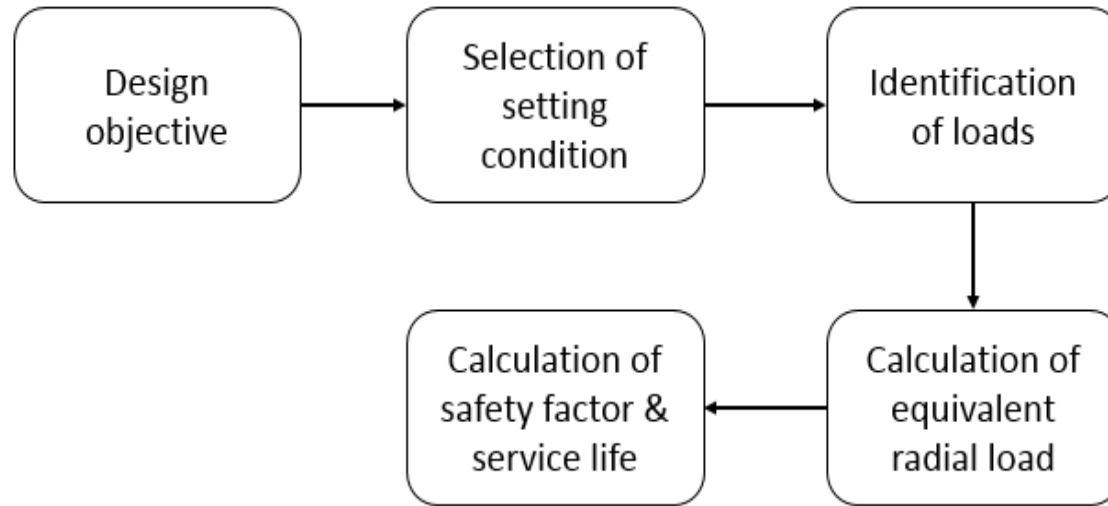 Design
objective
Selection of
setting
condition
Identification
of loads
Calculation of
equivalent
radial load
Calculation of
safety factor &
service life